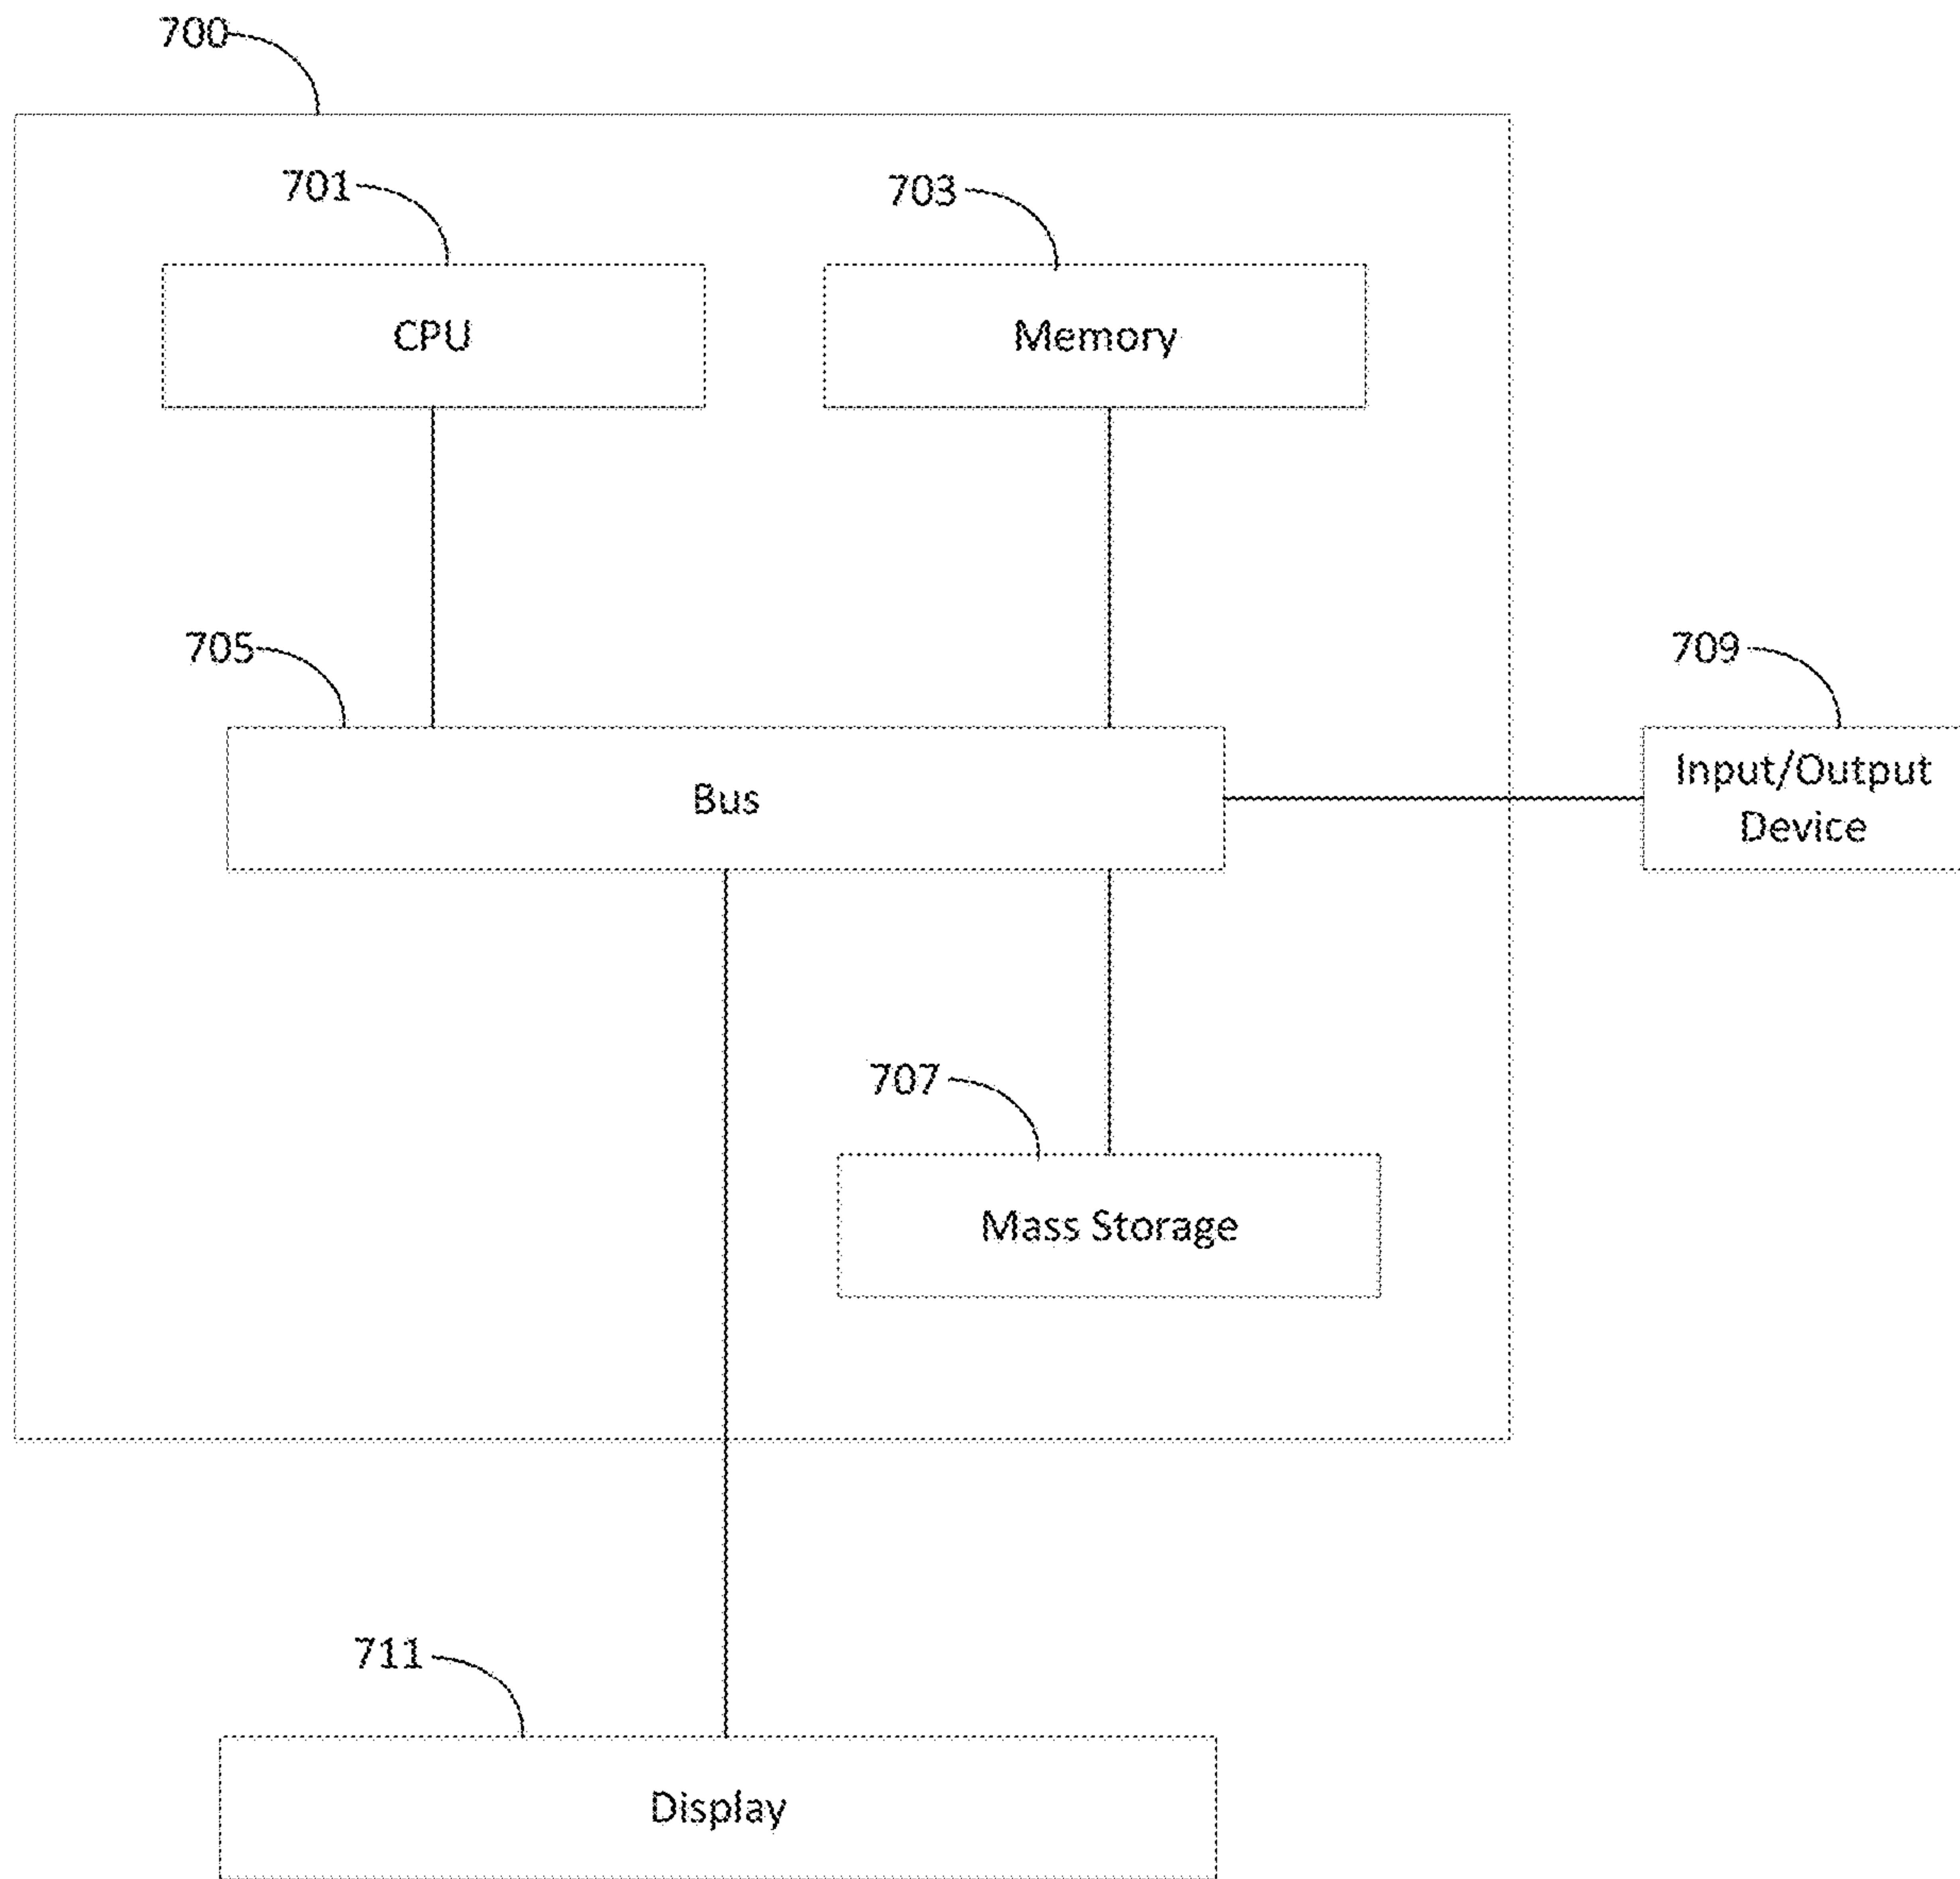 700
701
703
CPU
Memory
705
709
Bus
Input/Output
Device
707
Mass Storage
711
Display